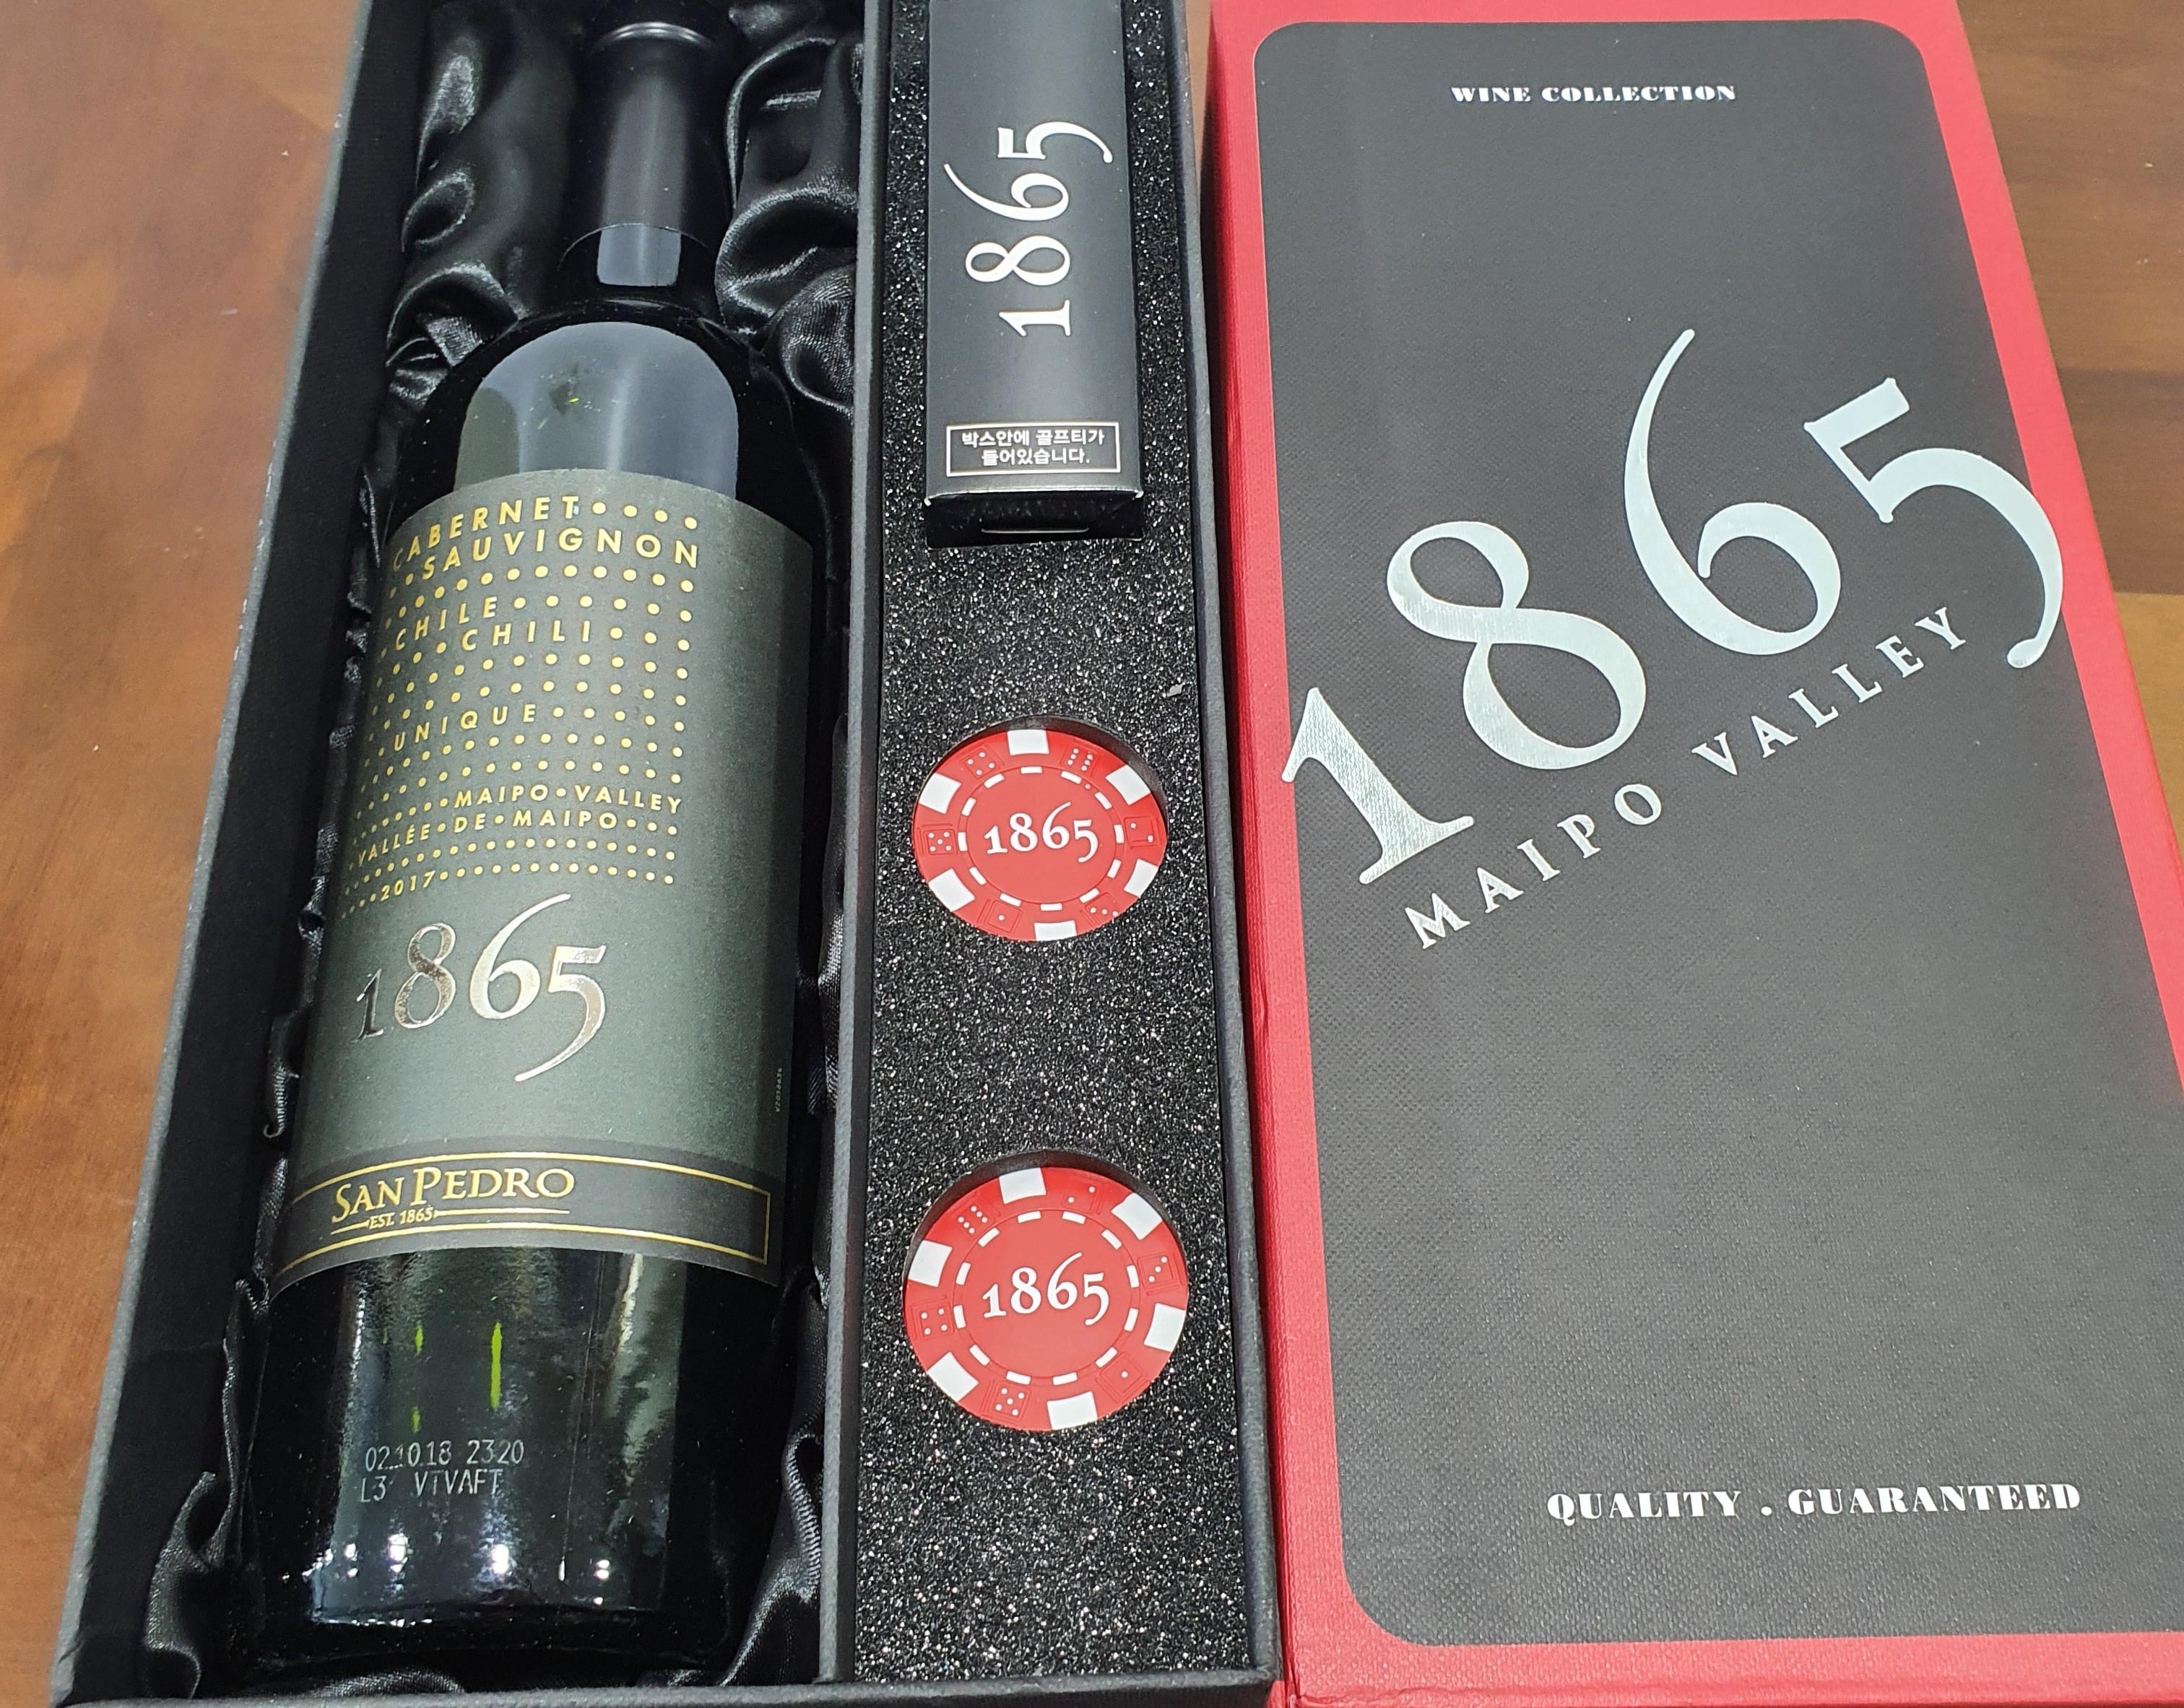 CABERNET
SAUVIGNON
CHILE
CHILI
UNIQUE
MAIPO VALLEY
VALLÉE DE MAIPO
2017
1865
SAN PEDRO
EST. 1865
02.10.18 2320
L3 VTVAFT
1865
박스안에 골프티가
들어있습니다.
1865
1865
WINE COLLECTION
1865
MAIPO VALLEY
QUALITY . GUARANTEED